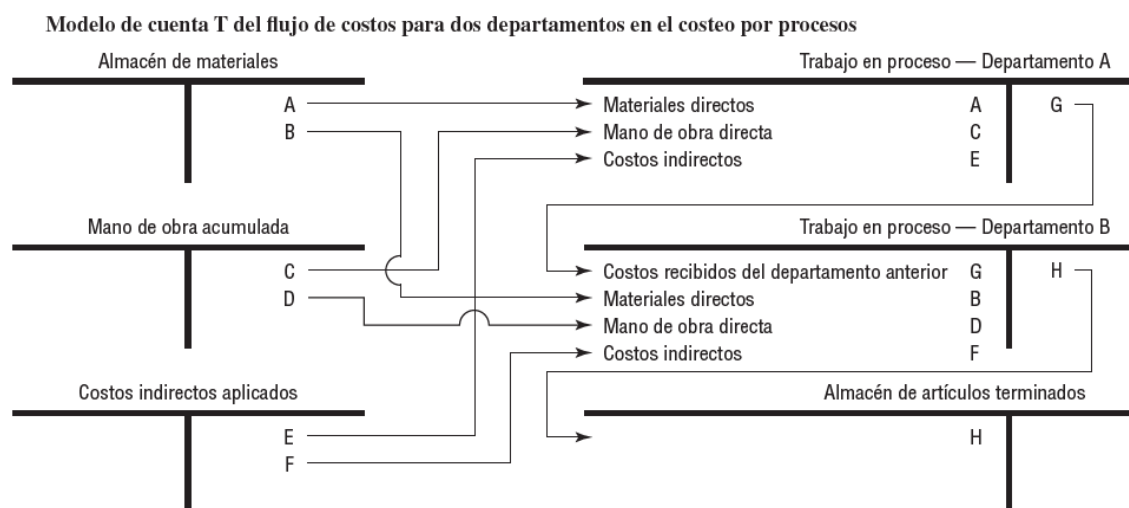 Modelo de cuenta T del flujo de costos para dos departamentos en el costeo por procesos
Almacén de materiales
A
B
Mano de obra acumulada
C
D
Costos indirectos aplicados
E
F
Trabajo en proceso — Departamento A
Materiales directos A G
Mano de obra directa C
Costos indirectos E
Trabajo en proceso — Departamento B
Costos recibidos del departamento anterior G H
Materiales directos B
Mano de obra directa D
Costos indirectos F
Almacén de artículos terminados
H